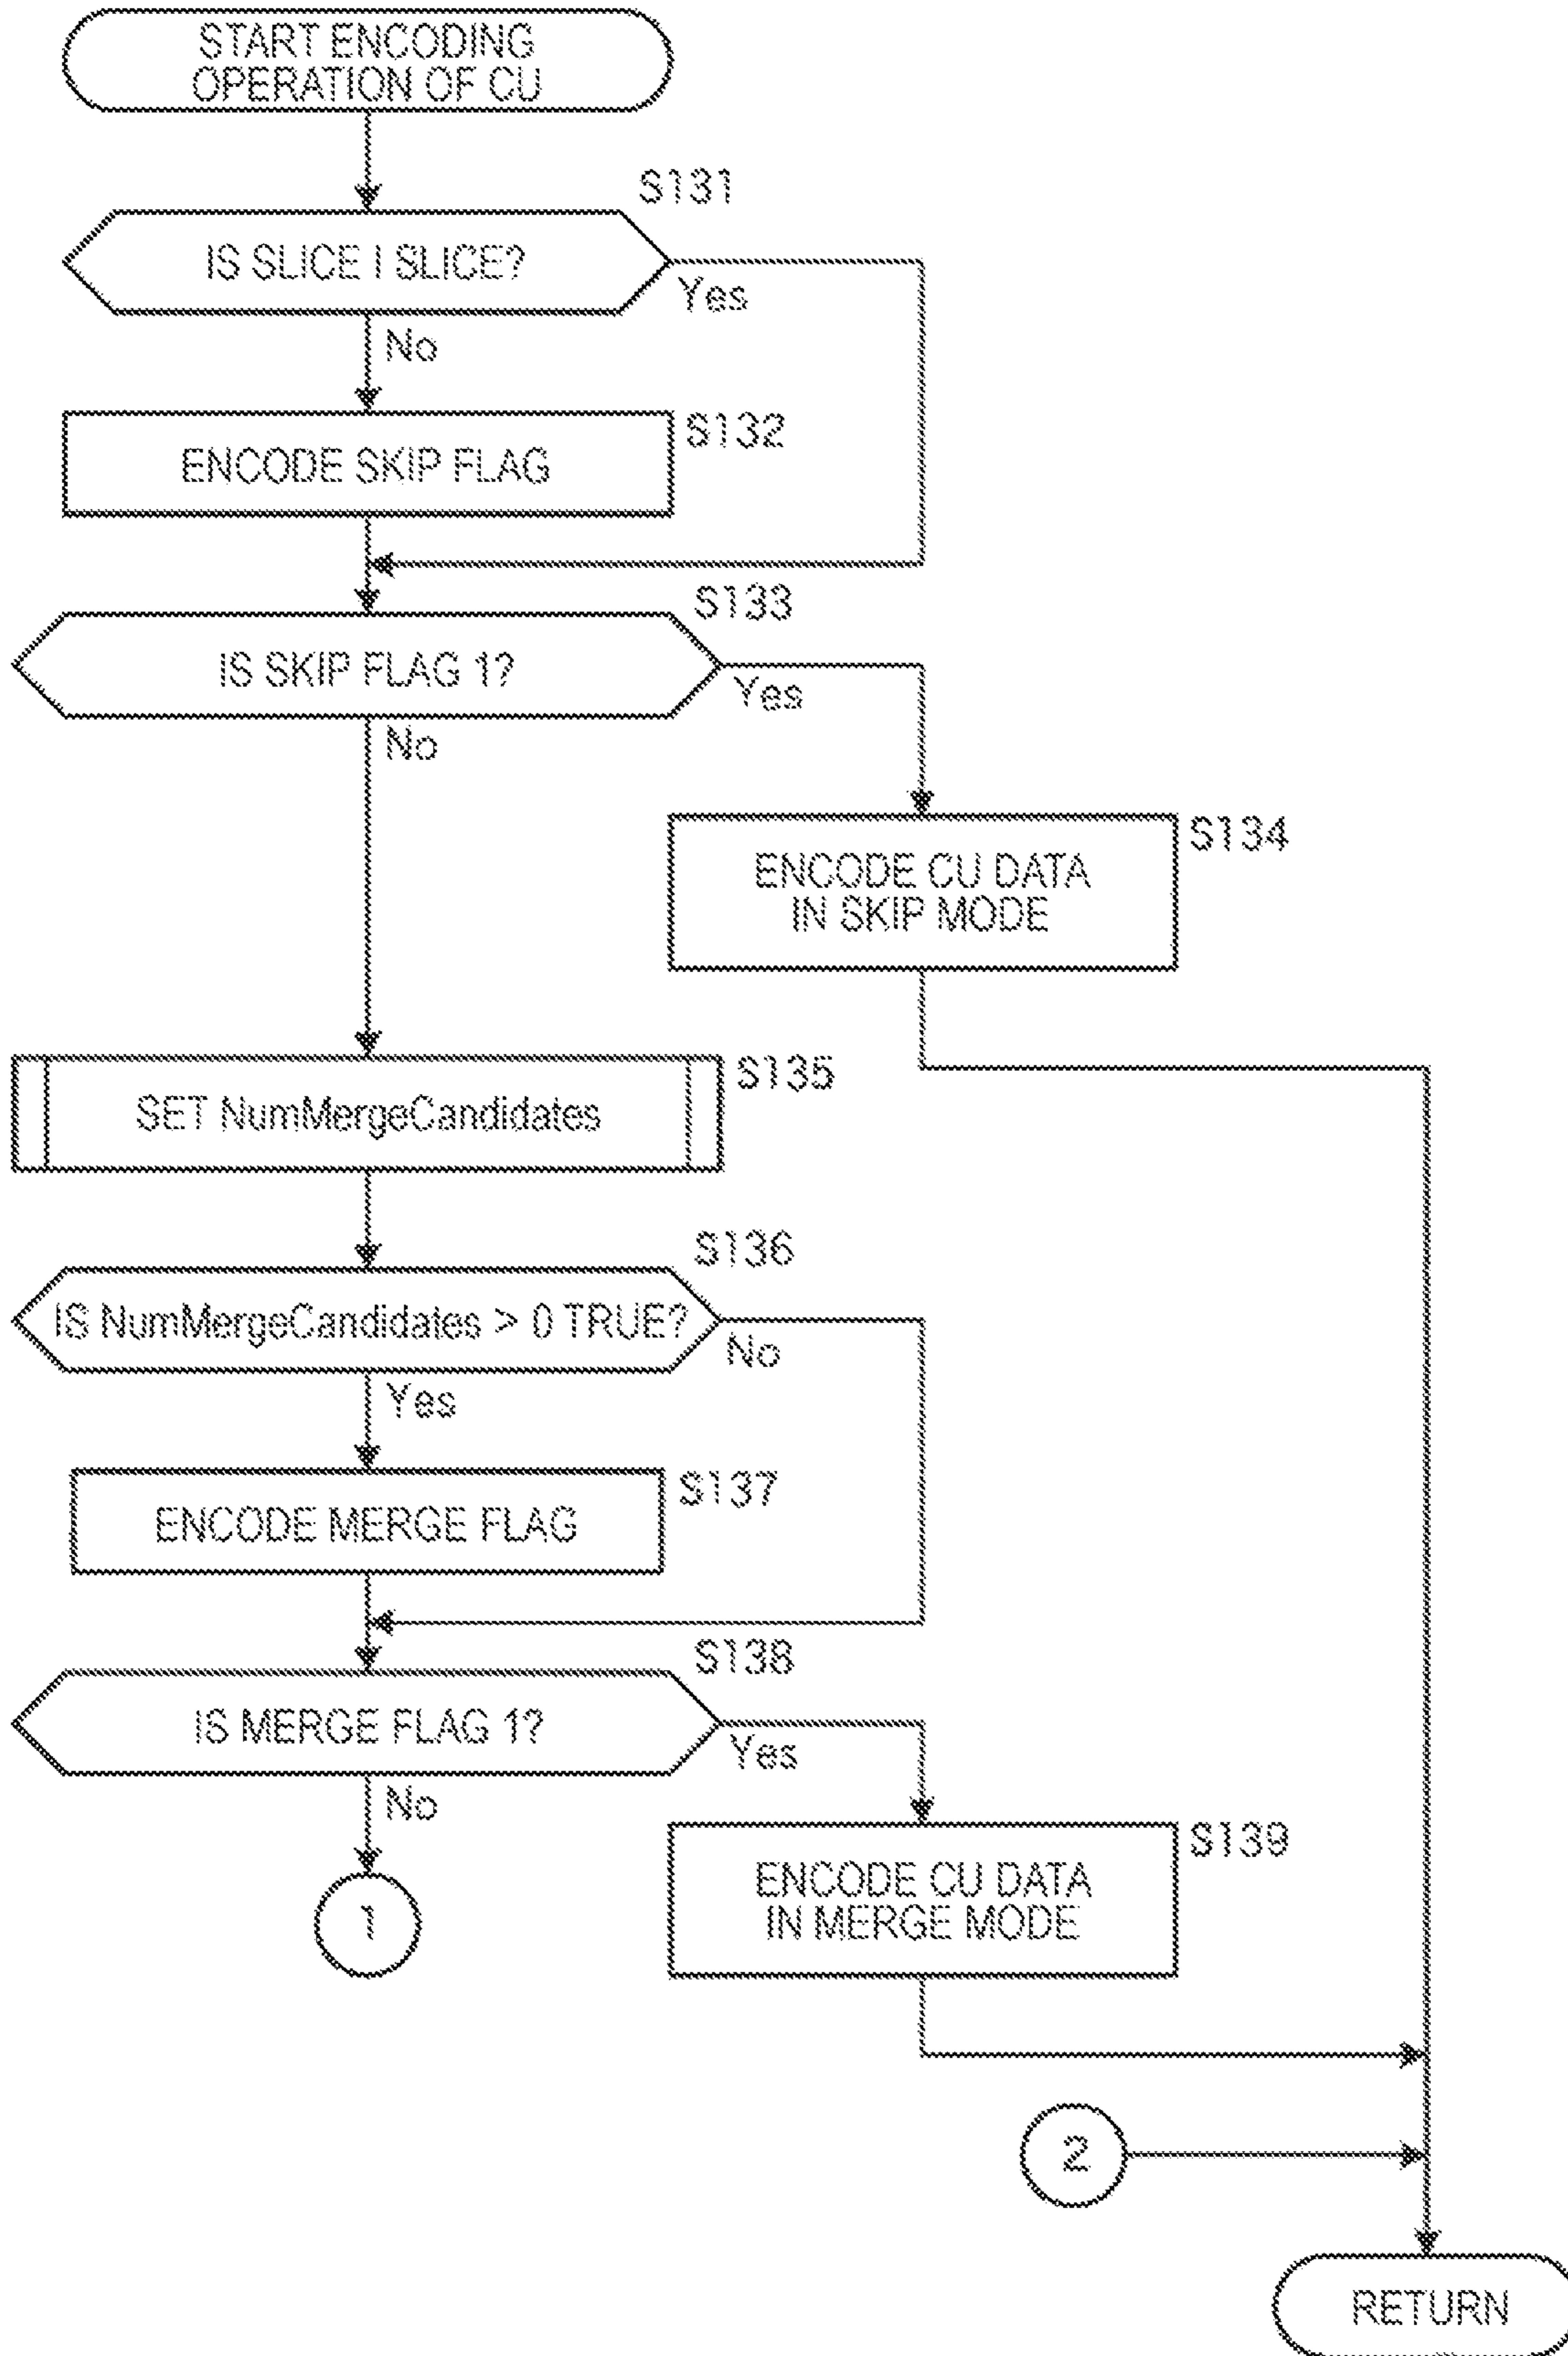 START ENCODING
OPERATION OF CU
S131
IS SLICE I SLICE?
Yes
No
S132
ENCODE SKIP FLAG
S133
IS SKIP FLAG 1?
Yes
No
S134
ENCODE CU DATA
IN SKIP MODE
S135
SET NumMergeCandidates
S136
IS NumMergeCandidates > 0 TRUE?
No
Yes
S137
ENCODE MERGE FLAG
S138
IS MERGE FLAG 1?
Yes
No
S139
ENCODE CU DATA
IN MERGE MODE
1
2
RETURN